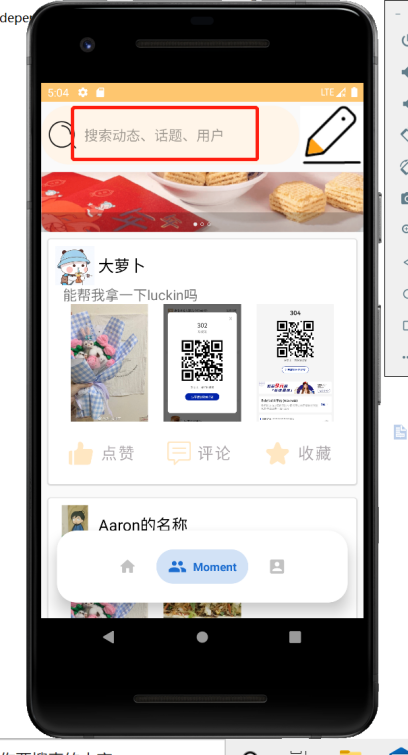 depen
5:04 LTE
搜索动态、话题、用户
大萝卜
能帮我拿一下luckin吗
302
304
点赞 评论 收藏
Aaron的名称
Moment